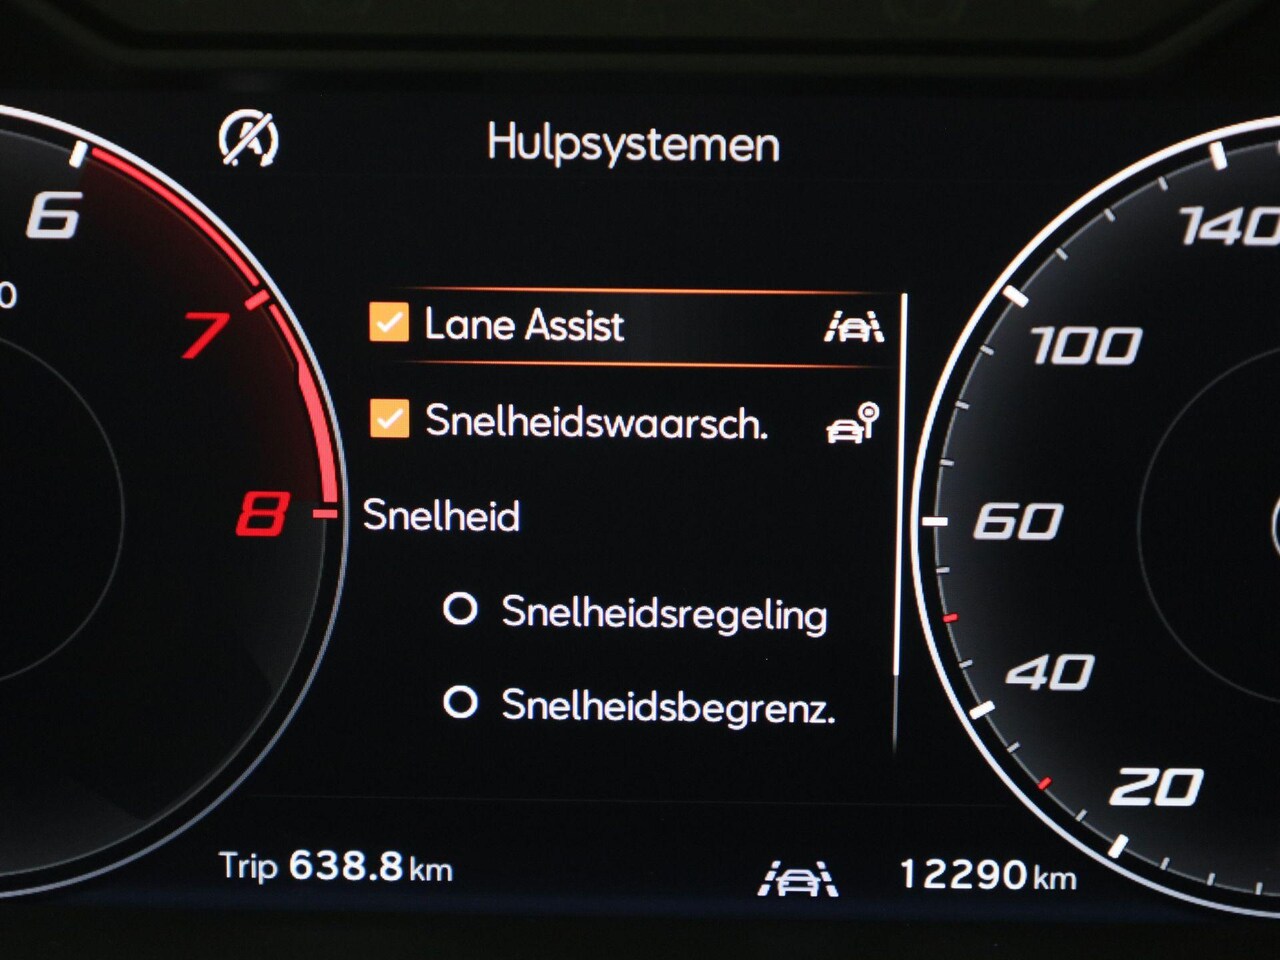 Hulpsystemen
6
7
8
Lane Assist
Snelheidswaarsch.
Snelheid
Snelheidsregeling
Snelheidsbegrenz.
140
100
60
40
20
Trip 638.8 km
12290 km